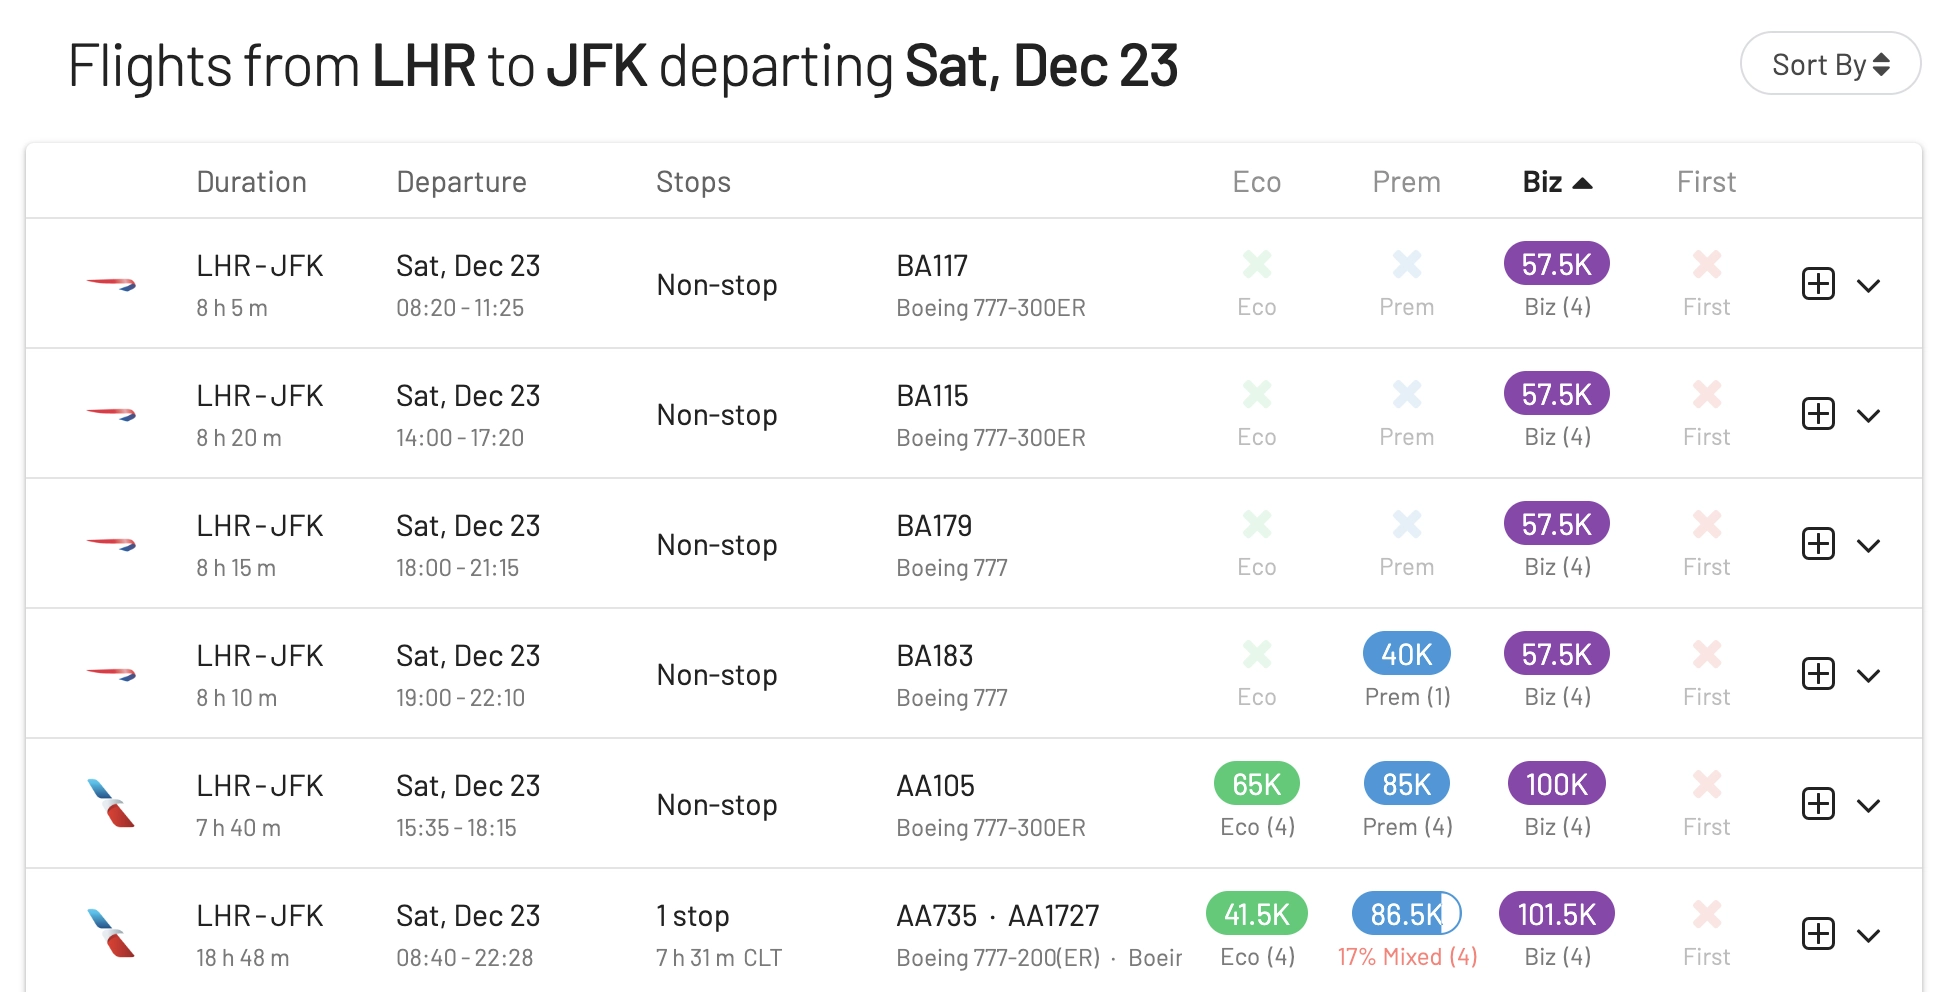 Flights from LHR to JFK departing Sat, Dec 23
Sort By
Duration Departure Stops Eco Prem Biz First
LHR - JFK Sat, Dec 23 Non-stop BA117 57.5K
8 h 5 m 08:20 - 11:25 Boeing 777-300ER Eco Prem Biz (4) First
LHR - JFK Sat, Dec 23 Non-stop BA115 57.5K
8 h 20 m 14:00 - 17:20 Boeing 777-300ER Eco Prem Biz (4) First
LHR - JFK Sat, Dec 23 Non-stop BA179 57.5K
8 h 15 m 18:00 - 21:15 Boeing 777 Eco Prem Biz (4) First
LHR - JFK Sat, Dec 23 Non-stop BA183 40K 57.5K
8 h 10 m 19:00 - 22:10 Boeing 777 Eco Prem (1) Biz (4) First
LHR - JFK Sat, Dec 23 Non-stop AA105 65K 85K 100K
7 h 40 m 15:35 - 18:15 Boeing 777-300ER Eco (4) Prem (4) Biz (4) First
LHR - JFK Sat, Dec 23 1 stop AA735 · AA1727 41.5K 86.5K 101.5K
18 h 48 m 08:40 - 22:28 7 h 31 m CLT Boeing 777-200(ER) · Boeir Eco (4) 17% Mixed (4) Biz (4) First